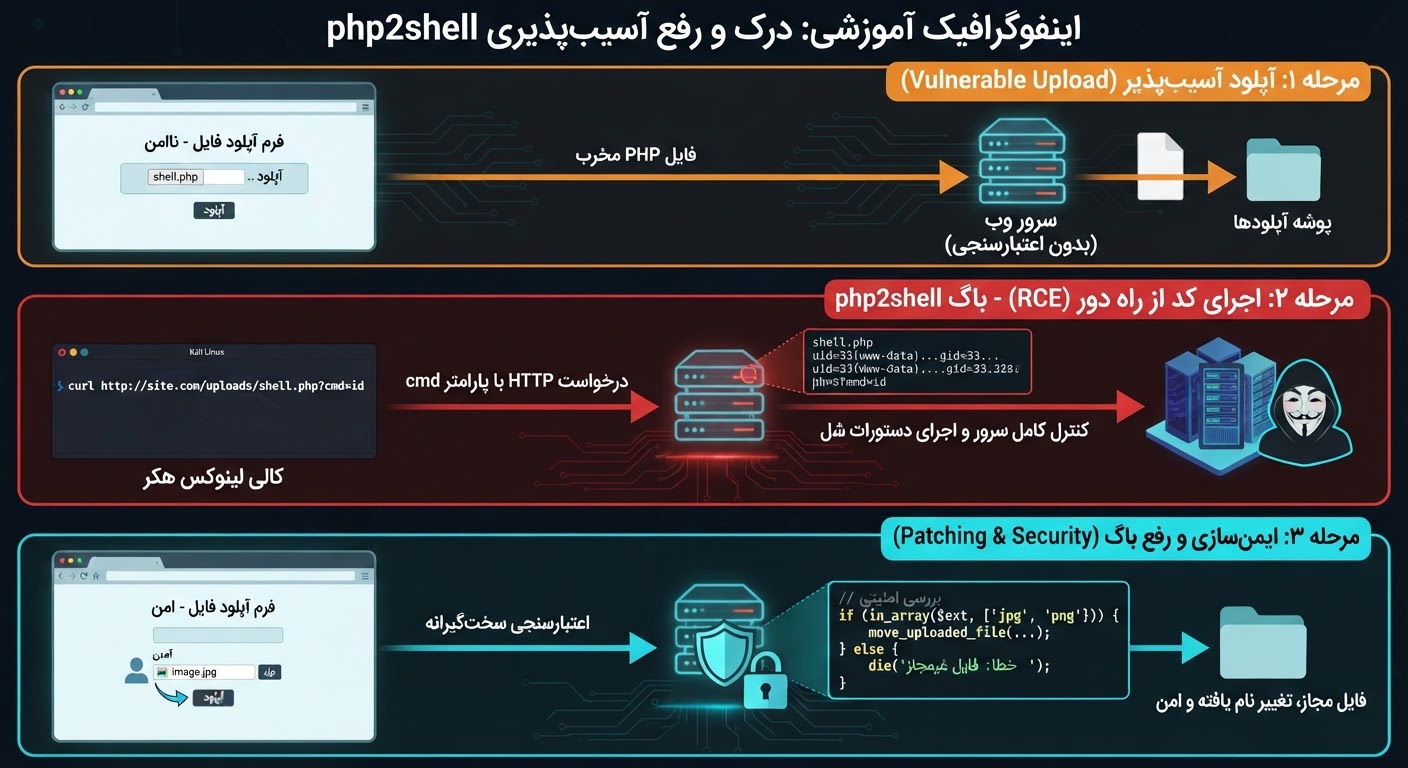 اینفوگرافیک آموزشی: درک و رفع آسیب‌پذیری php2shell
مرحله ۱: آپلود آسیب‌پذیر (Vulnerable Upload)
فرم آپلود فایل - ناامن
آپلود ..
shell.php
آپلود
فایل PHP مخرب
سرور وب
(بدون اعتبارسنجی)
پوشه آپلودها
مرحله ۲: اجرای کد از راه دور (RCE) - باگ php2shell
curl http://site.com/uploads/shell.php?cmd=id
کالی لینوکس هکر
درخواست HTTP با پارامتر cmd
shell.php
کنترل کامل سرور و اجرای دستورات شل
مرحله ۳: ایمن‌سازی و رفع باگ (Patching & Security)
فرم آپلود فایل - امن
image.jpg
آپلود
اعتبارسنجی سخت‌گیرانه
//
if (in_array($ext, ['jpg', 'png'})) {
move_uploaded_file(...);
} else {
die('خطا: فایل');
}
فایل مجاز، تغییر نام یافته و امن